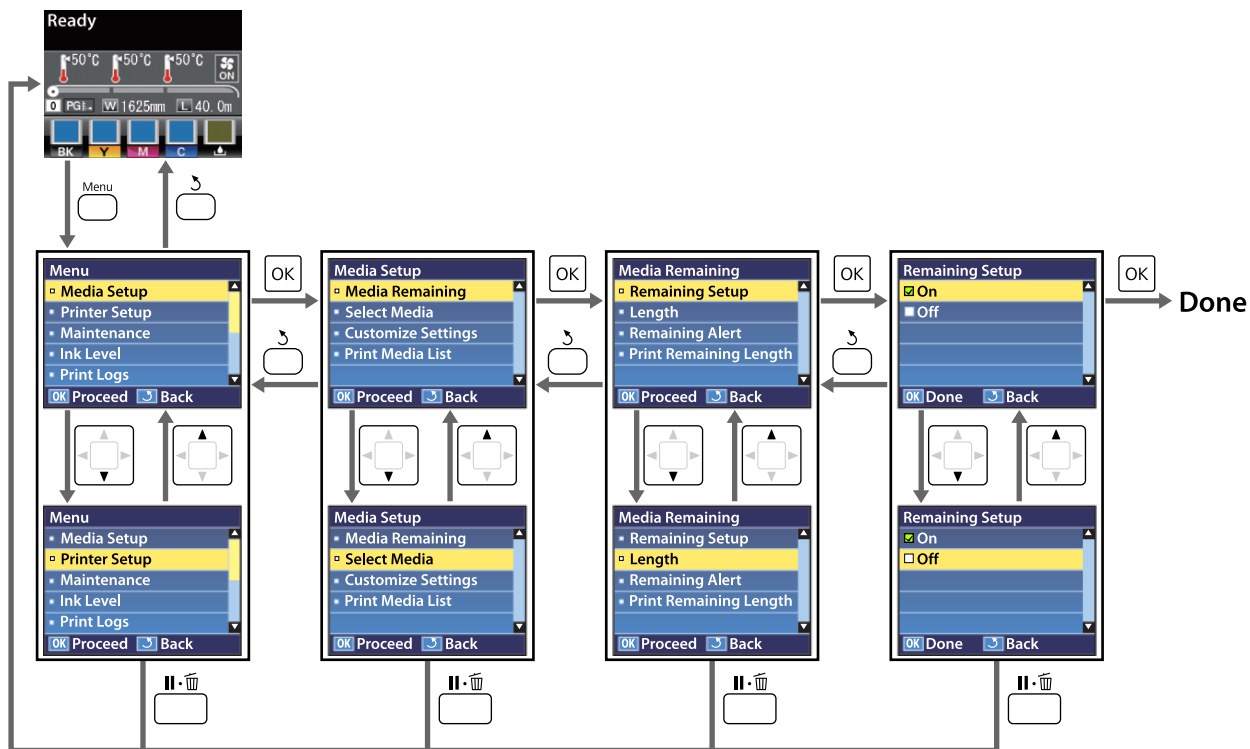 Ready
50°C 50°C 50°C
ON
0 PG W 1625mm L 40.0m
BK Y M C
Menu
Menu
Media Setup
Printer Setup
Maintenance
Ink Level
Print Logs
OK Proceed Back
OK
Media Setup
Media Remaining
Select Media
Customize Settings
Print Media List
OK Proceed Back
OK
Media Remaining
Remaining Setup
Length
Remaining Alert
Print Remaining Length
OK Proceed Back
OK
Remaining Setup
On
Off
OK Done Back
OK
Done
Menu
Media Setup
Printer Setup
Maintenance
Ink Level
Print Logs
OK Proceed Back
Media Setup
Media Remaining
Select Media
Customize Settings
Print Media List
OK Proceed Back
Media Remaining
Remaining Setup
Length
Remaining Alert
Print Remaining Length
OK Proceed Back
Remaining Setup
On
Off
OK Done Back